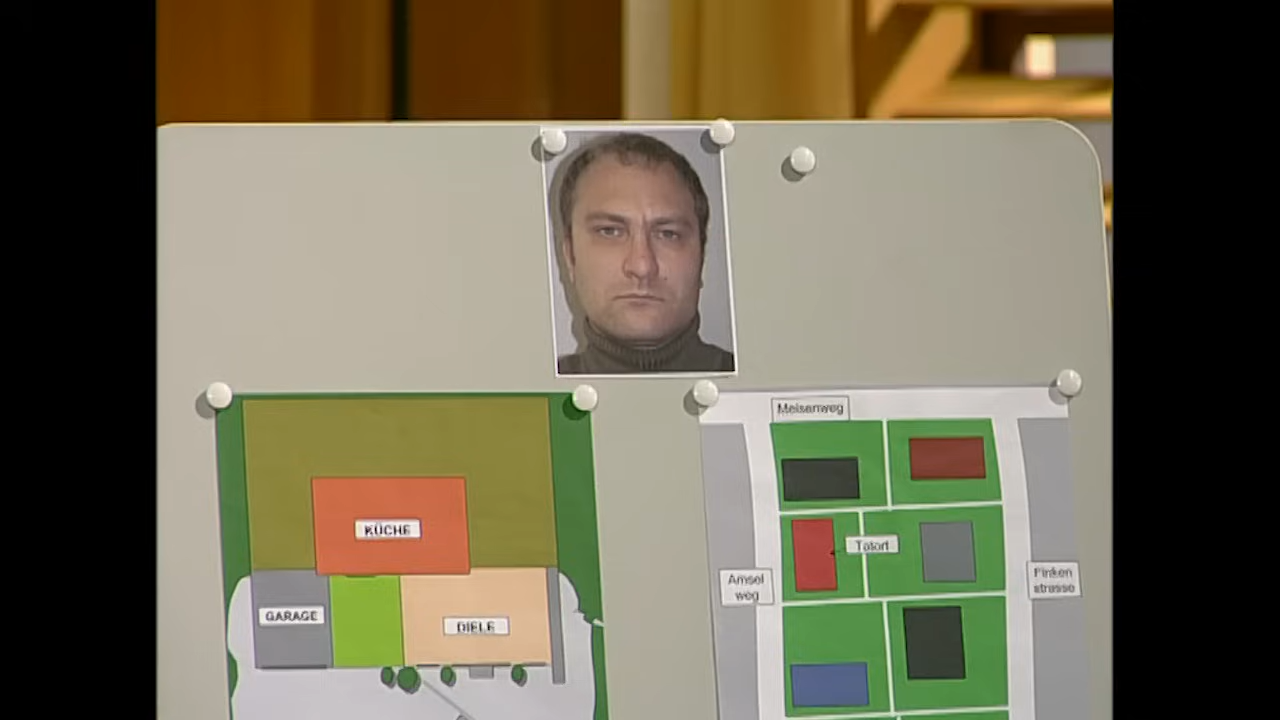 Meisenweg
KÜCHE
Tatort
Amsel
weg
Finken
strasse
GARAGE
DIELE